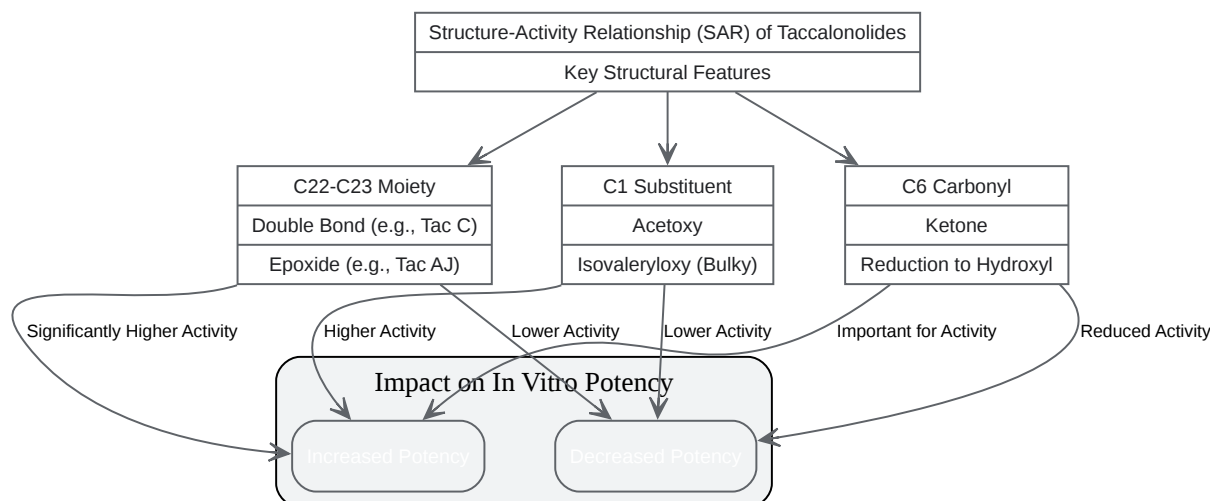 Structure-Activity Relationship (SAR) of Taccalonolides
Key Structural Features
C22-C23 Moiety
Double Bond (e.g., Tac C)
Epoxide (e.g., Tac AJ)
C1 Substituent
Acetoxy
Isovaleryloxy (Bulky)
C6 Carbonyl
Ketone
Reduction to Hydroxyl
Significantly Higher Activity
Higher Activity
Lower Activity
Lower Activity
Important for Activity
Reduced Activity
Impact on In Vitro Potency
Increased Potency
Decreased Potency